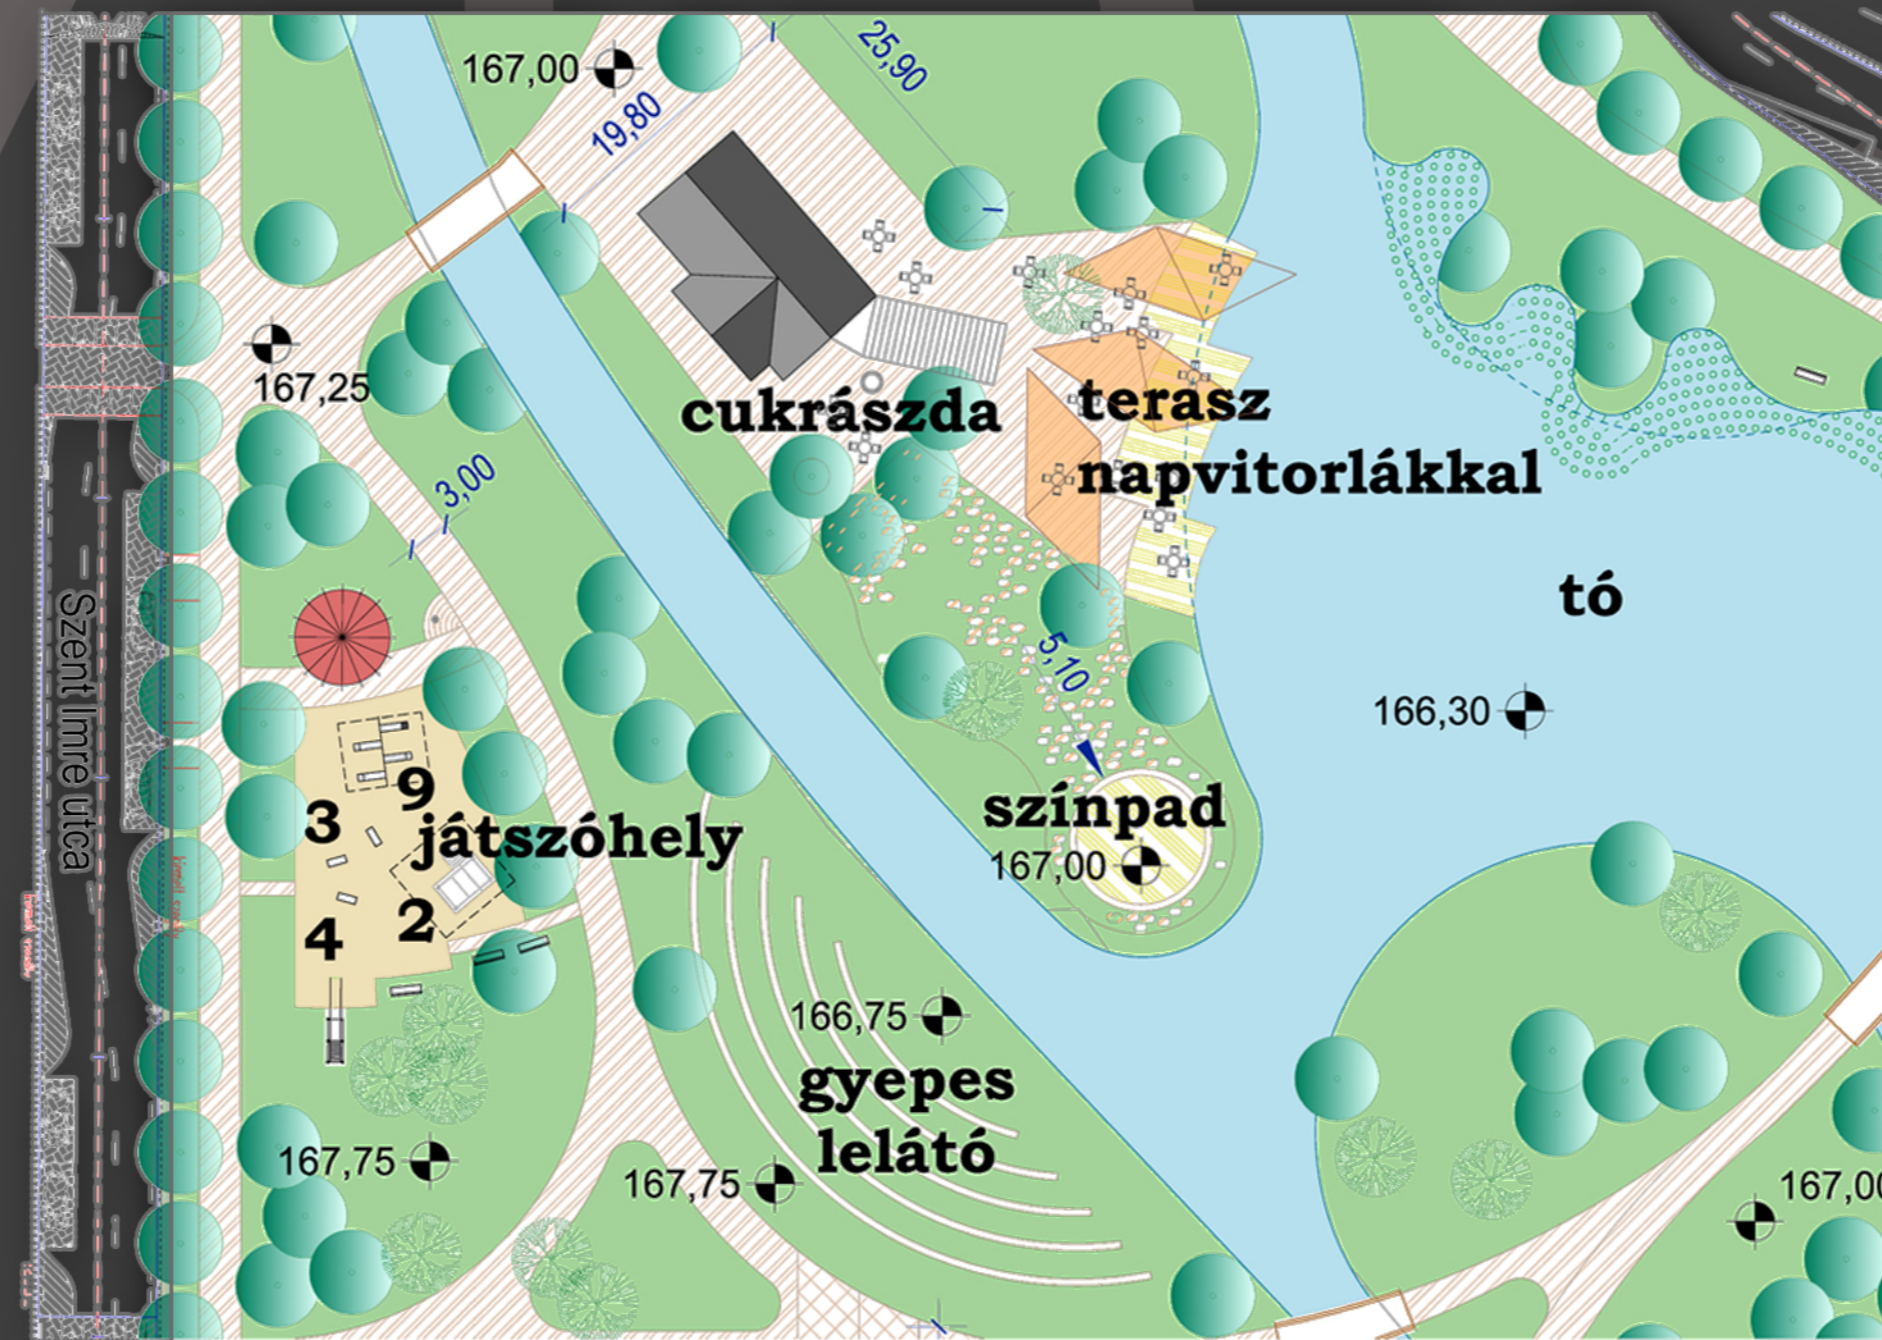 25,90
167,00
19,80
167,25
cukrászda
terasz
napvitorlákkal
3,00
tó
Szent Imre utca
5,10
166,30
9
3
játszóhely
színpad
167,00
2
4
166,75
gyepes
lelátó
167,75
167,75
167,00